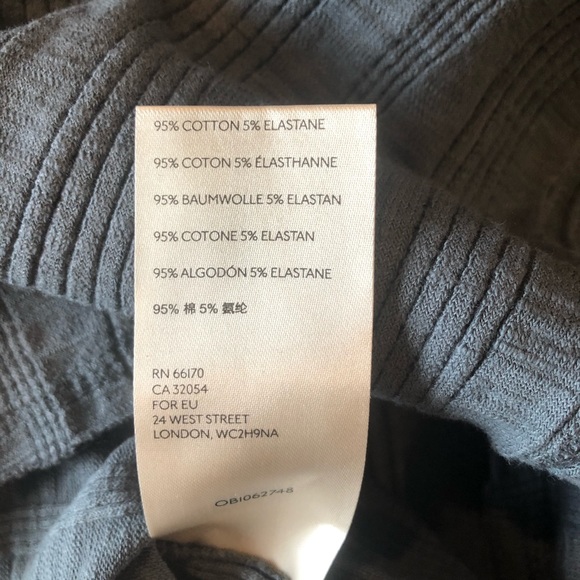 95% COTTON 5% ELASTANE
95% COTON 5% ÉLASTHANNE
95% BAUMWOLLE 5% ELASTAN
95% COTONE 5% ELASTAN
95% ALGODÓN 5% ELASTANE
95% 棉 5% 氨纶
RN 66170
CA 32054
FOR EU
24 WEST STREET
LONDON, WC2H9NA
OB1062748